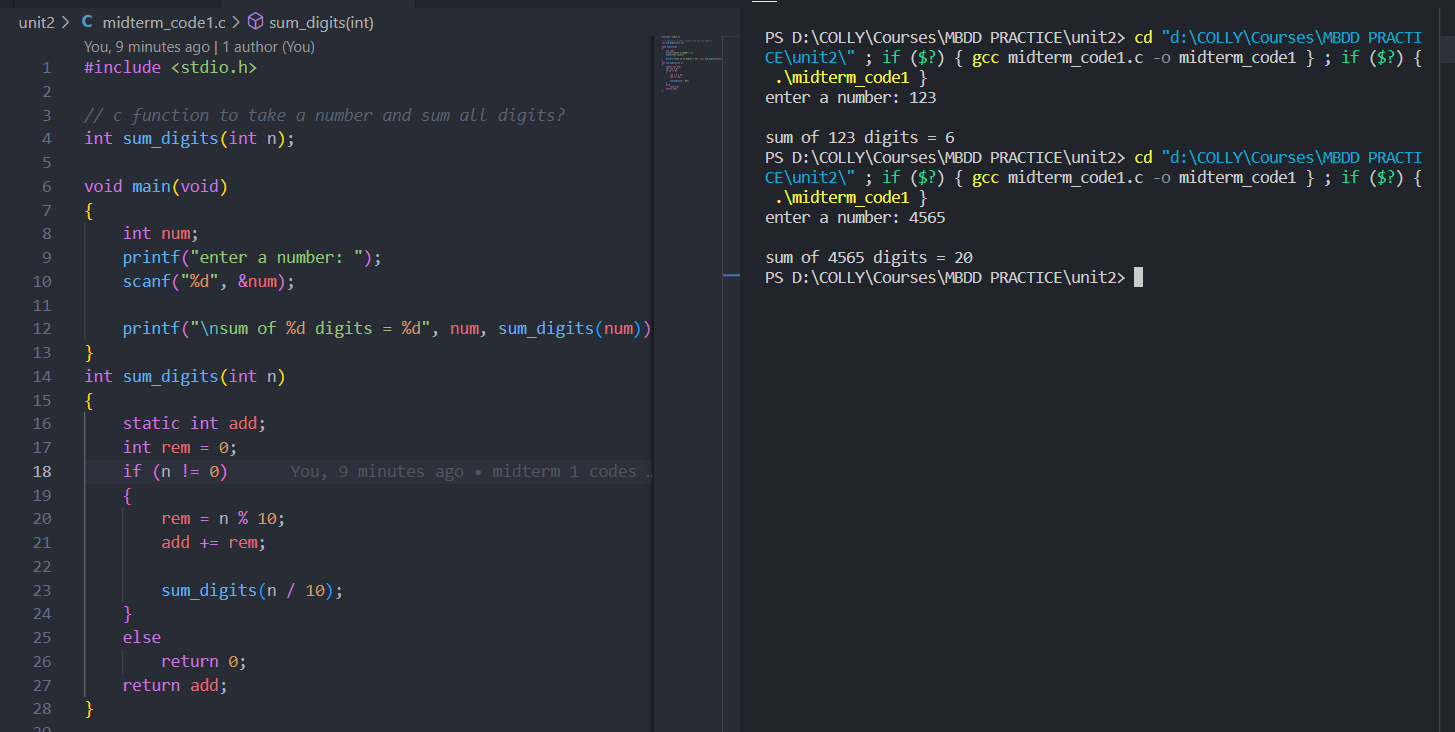 unit2 > C midterm_code1.c > sum_digits(int)
You, 9 minutes ago | 1 author (You)
1 #include <stdio.h>
2
3 // c function to take a number and sum all digits?
4 int sum_digits(int n);
5
6 void main(void)
7 {
8 int num;
9 printf("enter a number: ");
10 scanf("%d", &num);
11
12 printf("\nsum of %d digits = %d", num, sum_digits(num))
13 }
14 int sum_digits(int n)
15 {
16 static int add;
17 int rem = 0;
18 if (n != 0) You, 9 minutes ago • midterm 1 codes …
19 {
20 rem = n % 10;
21 add += rem;
22
23 sum_digits(n / 10);
24 }
25 else
26 return 0;
27 return add;
28 }
29
PS D:\COLLY\Courses\MBDD PRACTICE\unit2> cd "d:\COLLY\Courses\MBDD PRACTI
CE\unit2\" ; if ($?) { gcc midterm_code1.c -o midterm_code1 } ; if ($?) {
.\midterm_code1 }
enter a number: 123
sum of 123 digits = 6
PS D:\COLLY\Courses\MBDD PRACTICE\unit2> cd "d:\COLLY\Courses\MBDD PRACTI
CE\unit2\" ; if ($?) { gcc midterm_code1.c -o midterm_code1 } ; if ($?) {
.\midterm_code1 }
enter a number: 4565
sum of 4565 digits = 20
PS D:\COLLY\Courses\MBDD PRACTICE\unit2>